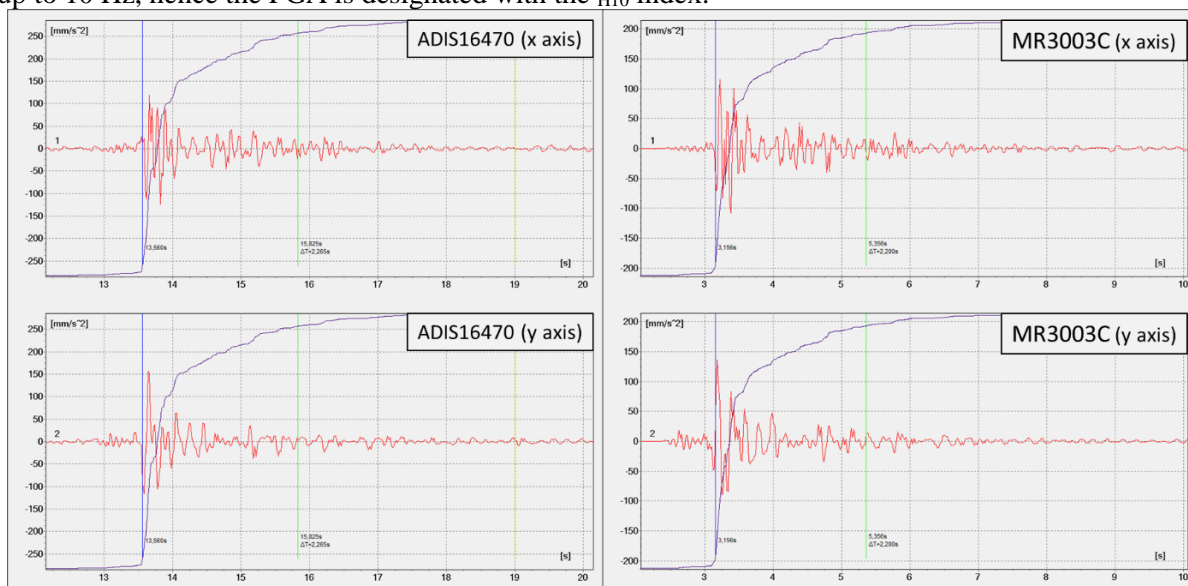 up to 10 Hz, hence the PGA is designated with the H10 index.
[mm/s^2]
ADIS16470 (x axis)
250
200
150
100
50
0
-50
-100
-150
-200
-250
1
13,560s
15,825s
ΔT=2,265s
[s]
13 14 15 16 17 18 19 20
[mm/s^2]
MR3003C (x axis)
200
150
100
50
0
-50
-100
-150
-200
1
3,156s
5,356s
ΔT=2,200s
[s]
3 4 5 6 7 8 9 10
[mm/s^2]
ADIS16470 (y axis)
250
200
150
100
50
0
-50
-100
-150
-200
-250
2
13,560s
15,825s
ΔT=2,265s
[s]
13 14 15 16 17 18 19 20
[mm/s^2]
MR3003C (y axis)
200
150
100
50
0
-50
-100
-150
-200
2
3,156s
5,356s
ΔT=2,200s
[s]
3 4 5 6 7 8 9 10